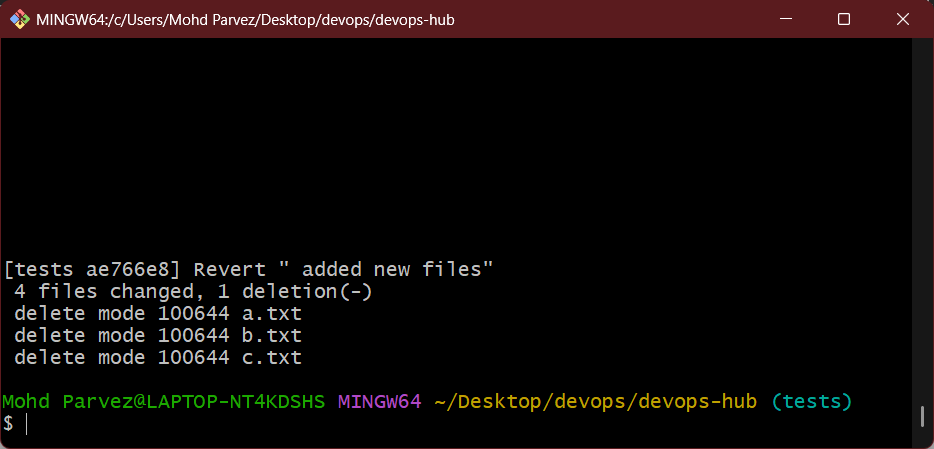 MINGW64:/c/Users/Mohd Parvez/Desktop/devops/devops-hub
[tests ae766e8] Revert " added new files"
 4 files changed, 1 deletion(-)
 delete mode 100644 a.txt
 delete mode 100644 b.txt
 delete mode 100644 c.txt
Mohd Parvez@LAPTOP-NT4KDSHS MINGW64 ~/Desktop/devops/devops-hub (tests)
$